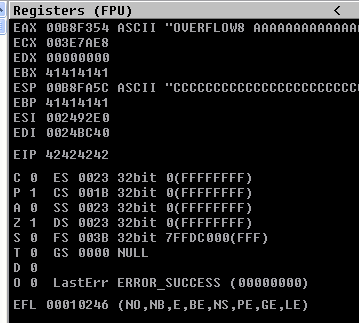 Registers (FPU) <
EAX 00B8F354 ASCII "OVERFLOW8 AAAAAAAAAAAAA
ECX 003E7AE8
EDX 00000000
EBX 41414141
ESP 00B8FA5C ASCII "CCCCCCCCCCCCCCCCCCCCCCC
EBP 41414141
ESI 002492E0
EDI 0024BC40
EIP 42424242
C 0 ES 0023 32bit 0(FFFFFFFF)
P 1 CS 001B 32bit 0(FFFFFFFF)
A 0 SS 0023 32bit 0(FFFFFFFF)
Z 1 DS 0023 32bit 0(FFFFFFFF)
S 0 FS 003B 32bit 7FFDC000(FFF)
T 0 GS 0000 NULL
D 0
O 0 LastErr ERROR_SUCCESS (00000000)
EFL 00010246 (NO,NB,E,BE,NS,PE,GE,LE)